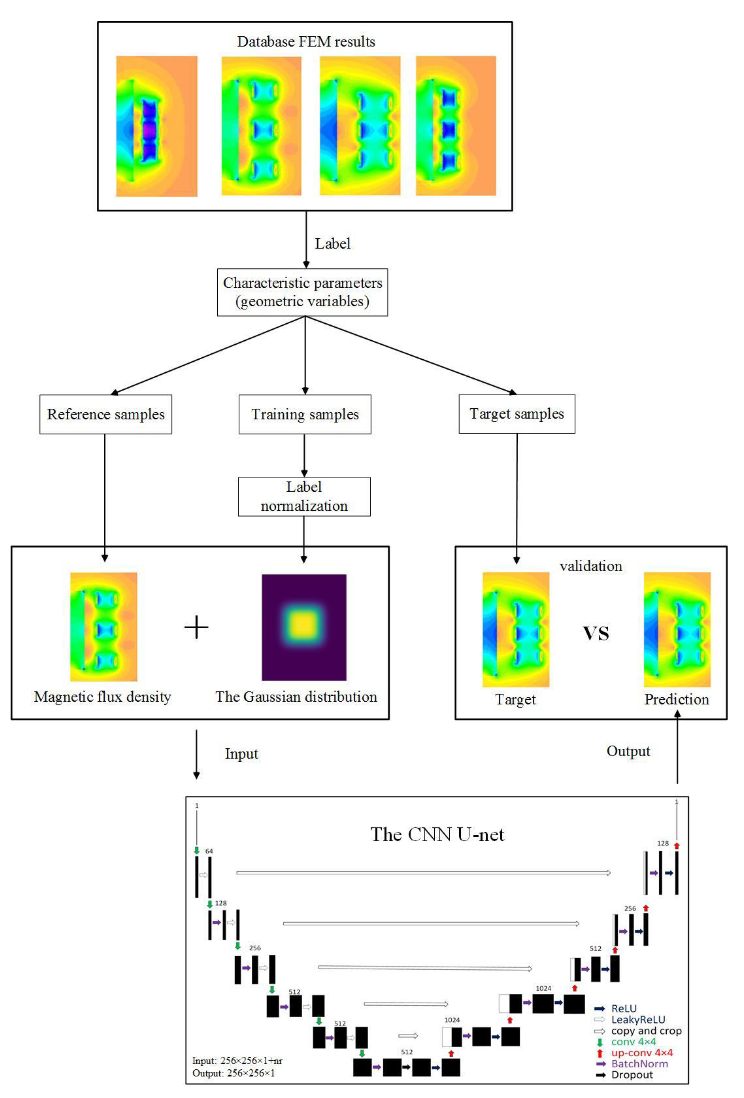 Database FEM results
Label
Characteristic parameters
(geometric variables)
Reference samples
Training samples
Target samples
Label
normalization
validation
+
VS
Magnetic flux density
The Gaussian distribution
Target
Prediction
Input
Output
1
1
The CNN U-net
64
128
128
256
256
512
512
512
1024
512
1024
512
ReLU
LeakyReLU
copy and crop
conv 4×4
up-conv 4×4
BatchNorm
Dropout
Input: 256×256×1+nr
Output: 256×256×1